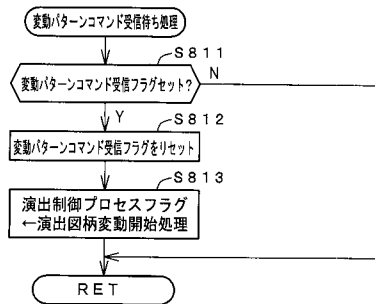 変動パターンコマンド受信待ち処理
S811
変動パターンコマンド受信フラグセット?
N
Y
S812
変動パターンコマンド受信フラグをリセット
S813
演出制御プロセスフラグ
←演出図柄変動開始処理
RET